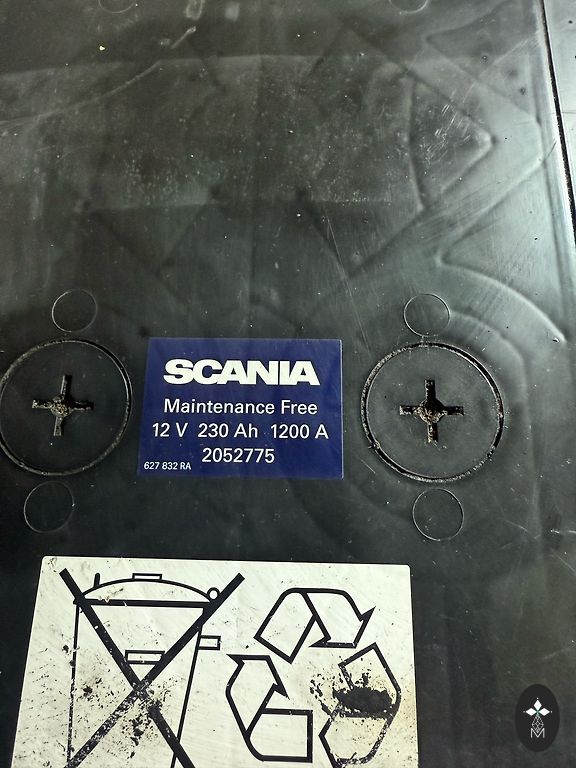 SCANIA
Maintenance Free
12 V 230 Ah 1200 A
2052775
627 832 RA
M